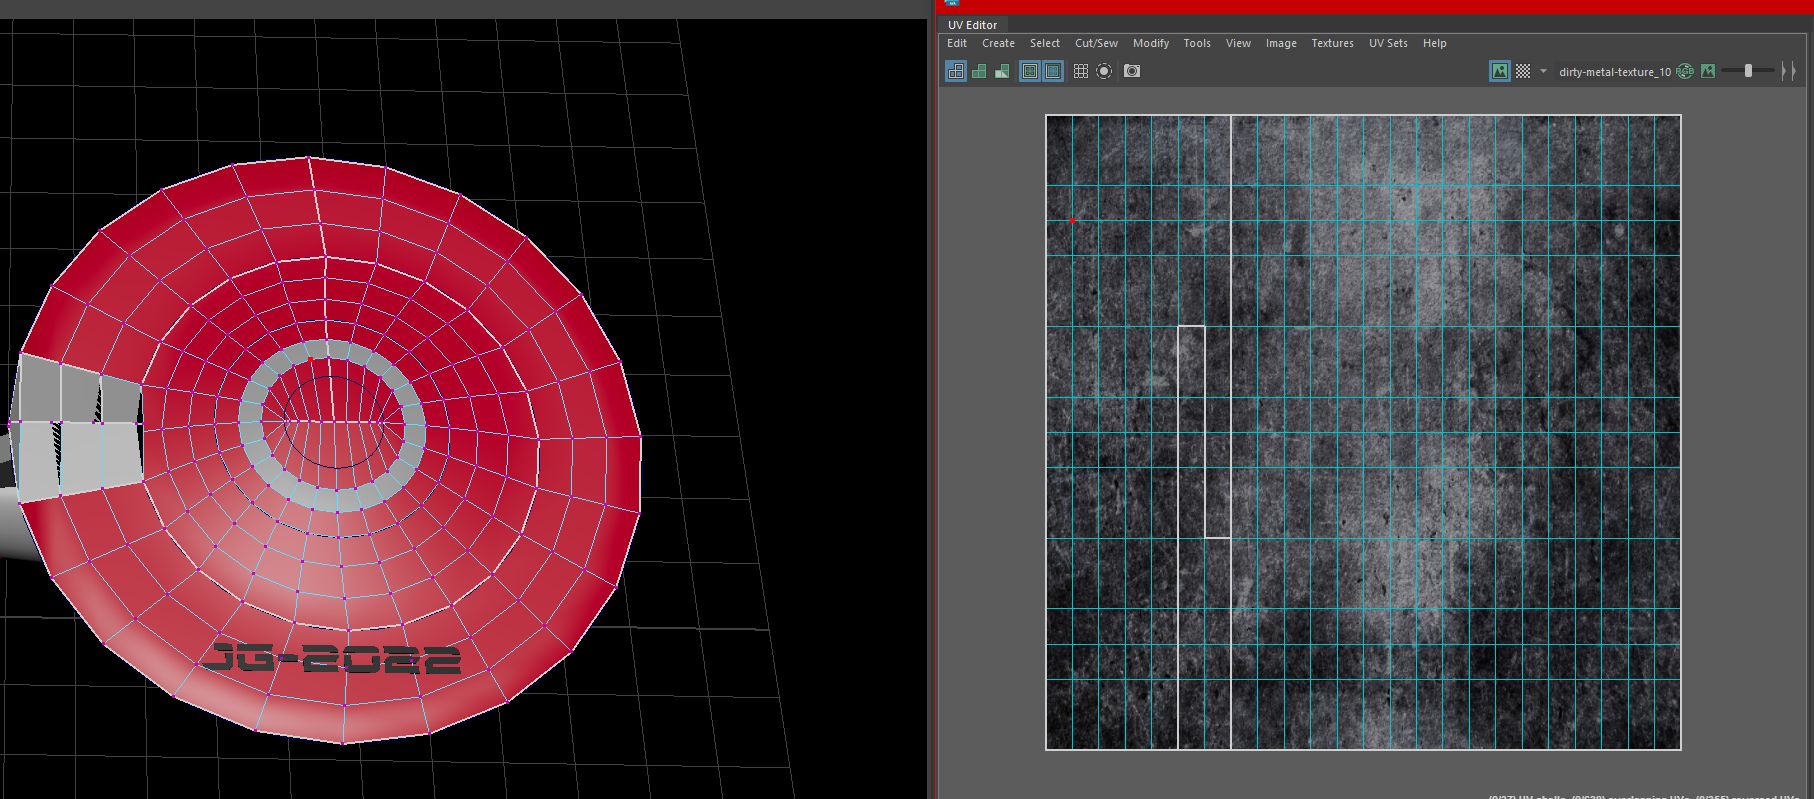 UV Editor
Edit Create Select Cut/Sew Modify Tools View Image Textures UV Sets Help
dirty-metal-texture_10
RGB
JG-2022